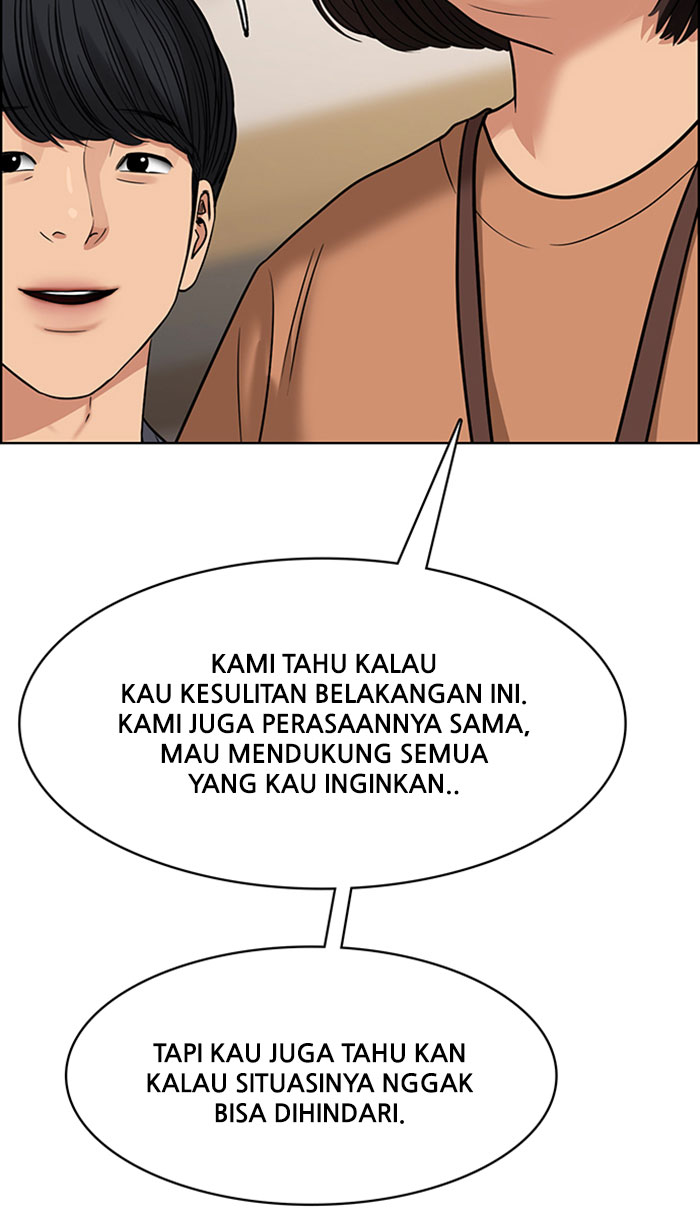 KAMI TAHU KALAU
KAU KESULITAN BELAKANGAN INI.
KAMI JUGA PERASAANNYA SAMA,
MAU MENDUKUNG SEMUA
YANG KAU INGINKAN..
TAPI KAU JUGA TAHU KAN
KALAU SITUASINYA NGGAK
BISA DIHINDARI.